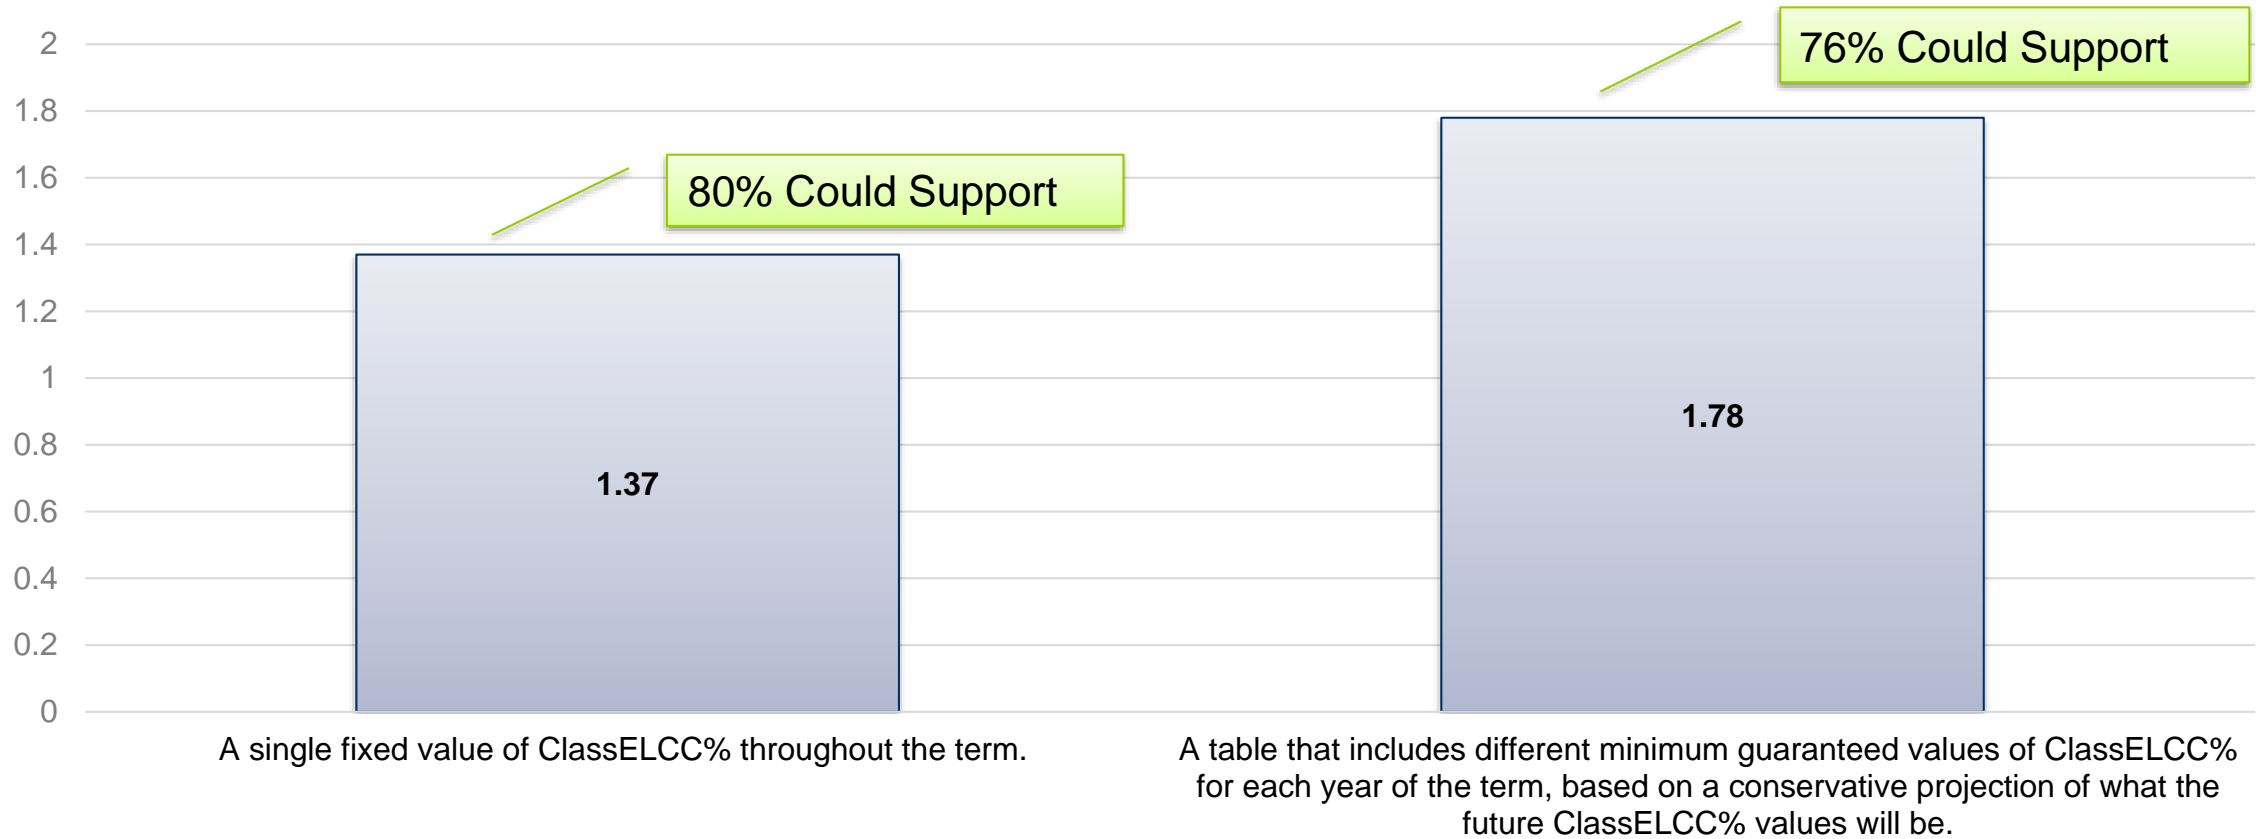 2
1.8
1.6
1.4
1.2
1
0.8
0.6
0.4
0.2
0
80% Could Support
76% Could Support
1.37
1.78
A single fixed value of ClassELCC% throughout the term.
A table that includes different minimum guaranteed values of ClassELCC%
for each year of the term, based on a conservative projection of what the
future ClassELCC% values will be.